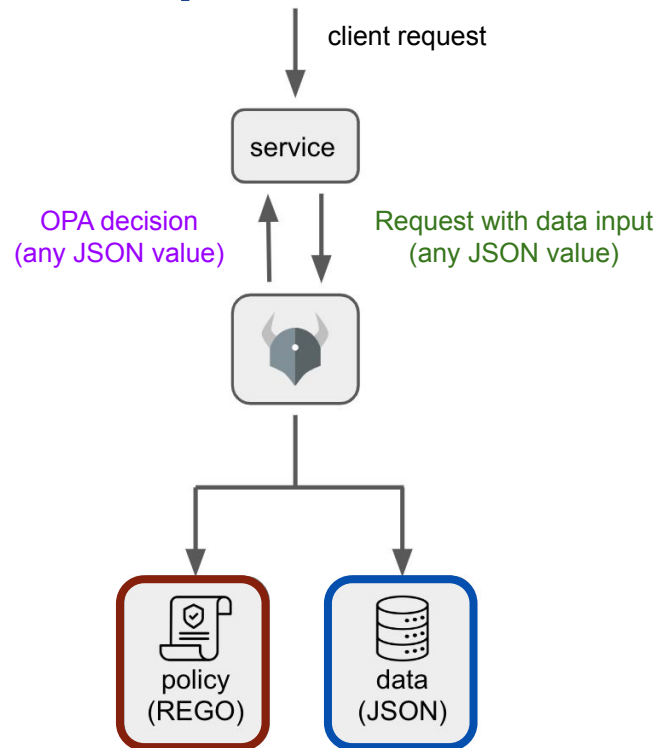 client request
service
OPA decision
(any JSON value)
Request with data input
(any JSON value)
policy
(REGO)
data
(JSON)